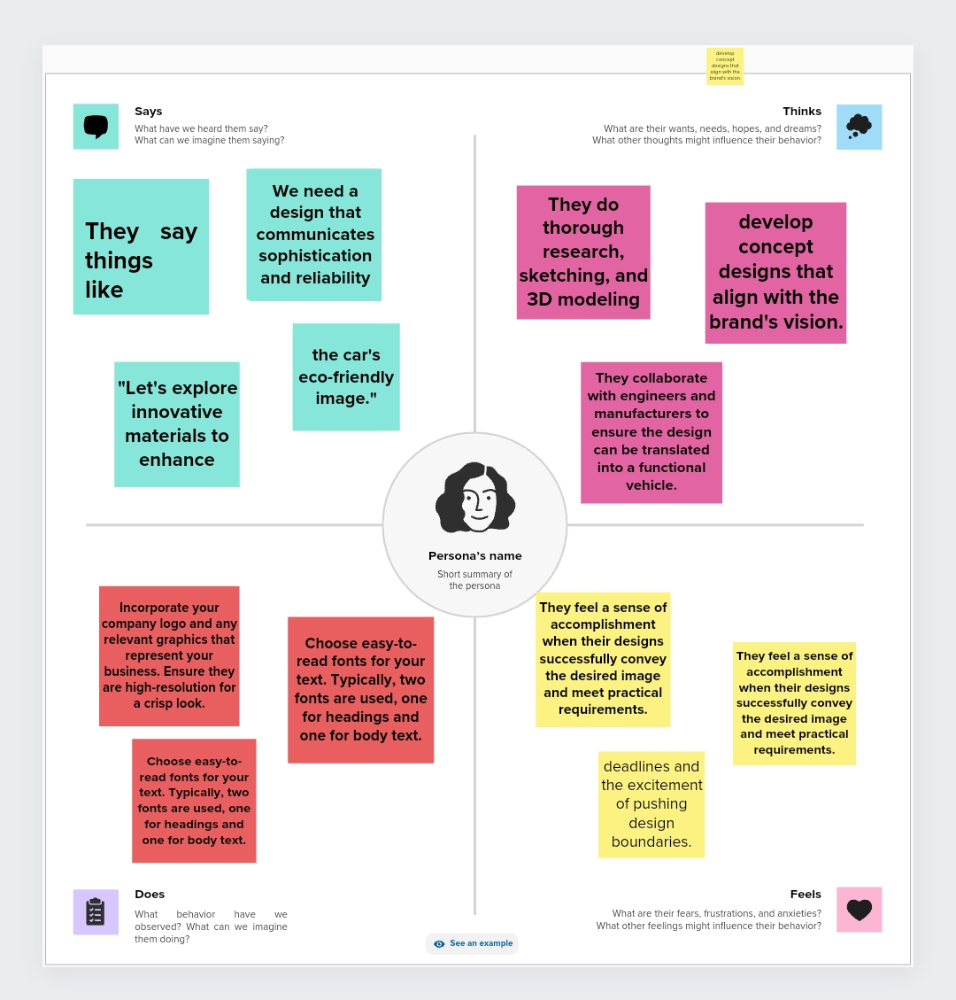 develop
concept
designs that
align with the
brand's vision.
Says
What have we heard them say?
What can we imagine them saying?
Thinks
What are their wants, needs, hopes, and dreams?
What other thoughts might influence their behavior?
They say
things
like
We need a
design that
communicates
sophistication
and reliability
"Let's explore
innovative
materials to
enhance
the car's
eco-friendly
image."
They do
thorough
research,
sketching, and
3D modeling
develop
concept
designs that
align with the
brand's vision.
They collaborate
with engineers and
manufacturers to
ensure the design
can be translated
into a functional
vehicle.
Persona's name
Short summary of
the persona
Incorporate your
company logo and any
relevant graphics that
represent your
business. Ensure they
are high-resolution for
a crisp look.
Choose easy-to-
read fonts for your
text. Typically, two
fonts are used, one
for headings and
one for body text.
Choose easy-to-
read fonts for your
text. Typically, two
fonts are used, one
for headings and
one for body text.
They feel a sense of
accomplishment
when their designs
successfully convey
the desired image
and meet practical
requirements.
They feel a sense of
accomplishment
when their designs
successfully convey
the desired image
and meet practical
requirements.
deadlines and
the excitement
of pushing
design
boundaries.
Does
What behavior have we
observed? What can we imagine
them doing?
Feels
What are their fears, frustrations, and anxieties?
What other feelings might influence their behavior?
See an example